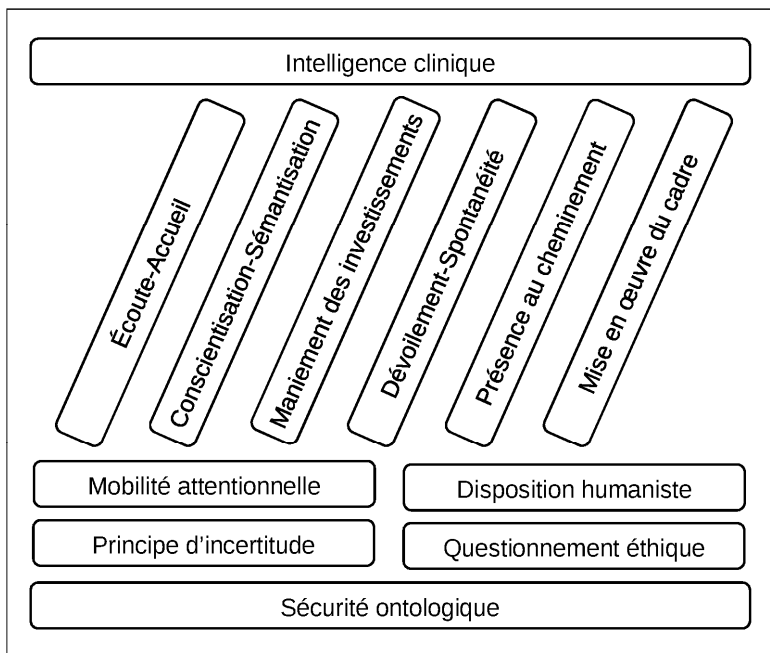 Intelligence clinique
Écoute-Accueil
Conscientisation-Sémantisation
Maniement des investissements
Dévoilement-Spontanéité
Présence au cheminement
Mise en œuvre du cadre
Mobilité attentionnelle
Disposition humaniste
Principe d’incertitude
Questionnement éthique
Sécurité ontologique